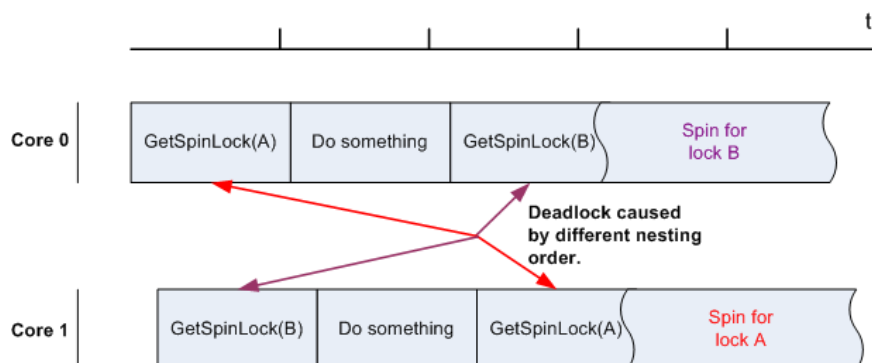 t
Core 0
GetSpinLock(A)
Do something
GetSpinLock(B)
Spin for
lock B
Deadlock caused
by different nesting
order.
Core 1
GetSpinLock(B)
Do something
GetSpinLock(A)
Spin for
lock A